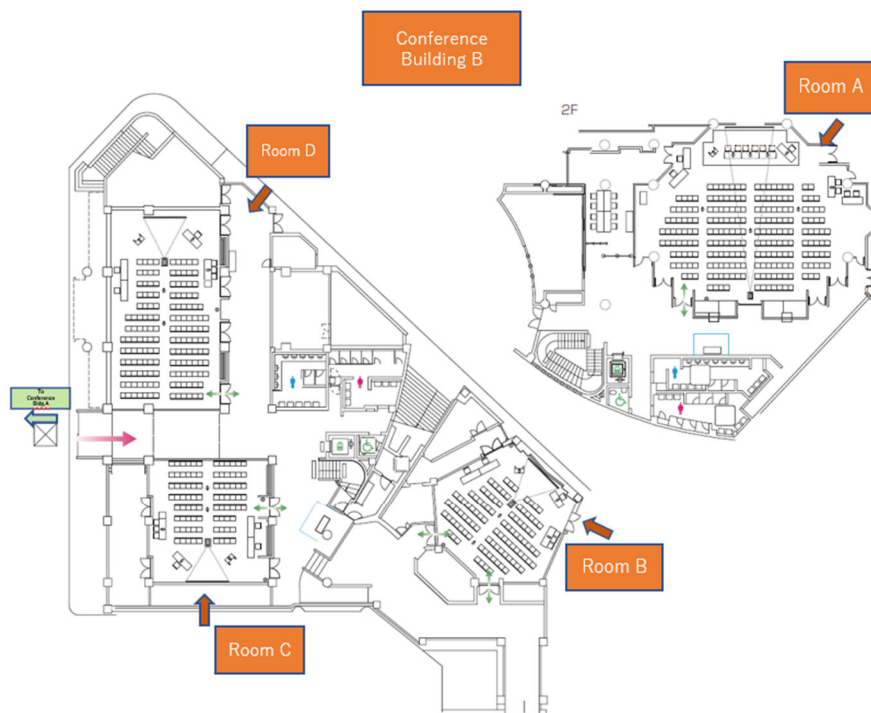 Conference
Building B
Room A
2F
Room D
To
Conference
Bldg.A
Room B
Room C